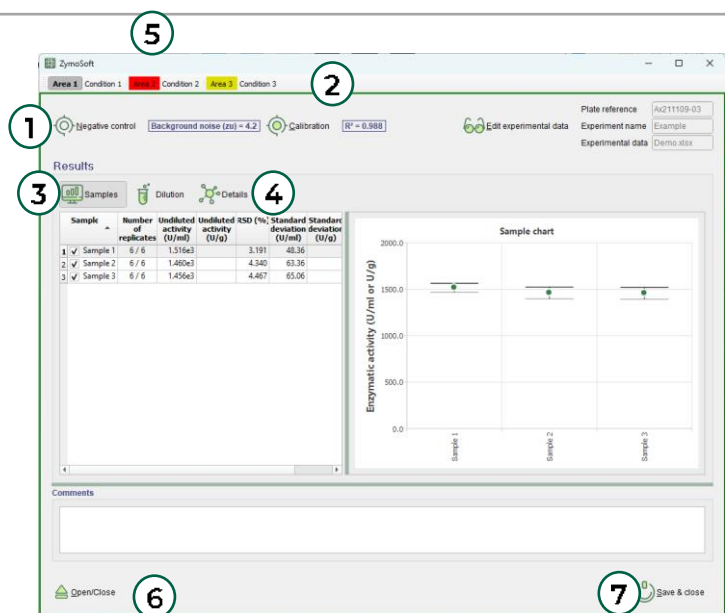 5
ZymoSoft
Area 1 Condition 1 Area 2 Condition 2 Area 3 Condition 3
2
1
Negative control Background noise (zu) = 4.2 Calibration R² = 0.988 Edit experimental data
Plate reference Ax211109-03
Experiment name Example
Experimental data Demo.xlsx
Results
3 Samples Dilution Details 4
Sample Number of replicates Undiluted activity (U/ml) Undiluted activity (U/g) RSD (%) Standard deviation (U/ml) Standard deviation (U/g)
1 Sample 1 6 / 6 1.516e3 3.191 48.36
2 Sample 2 6 / 6 1.460e3 4.340 63.36
3 Sample 3 6 / 6 1.456e3 4.467 65.06
Sample chart
Enzymatic activity (U/ml or U/g)
2000.0
1500.0
1000.0
500.0
0.0
Sample 1
Sample 2
Sample 3
Comments
Open/Close
6
7
Save & close